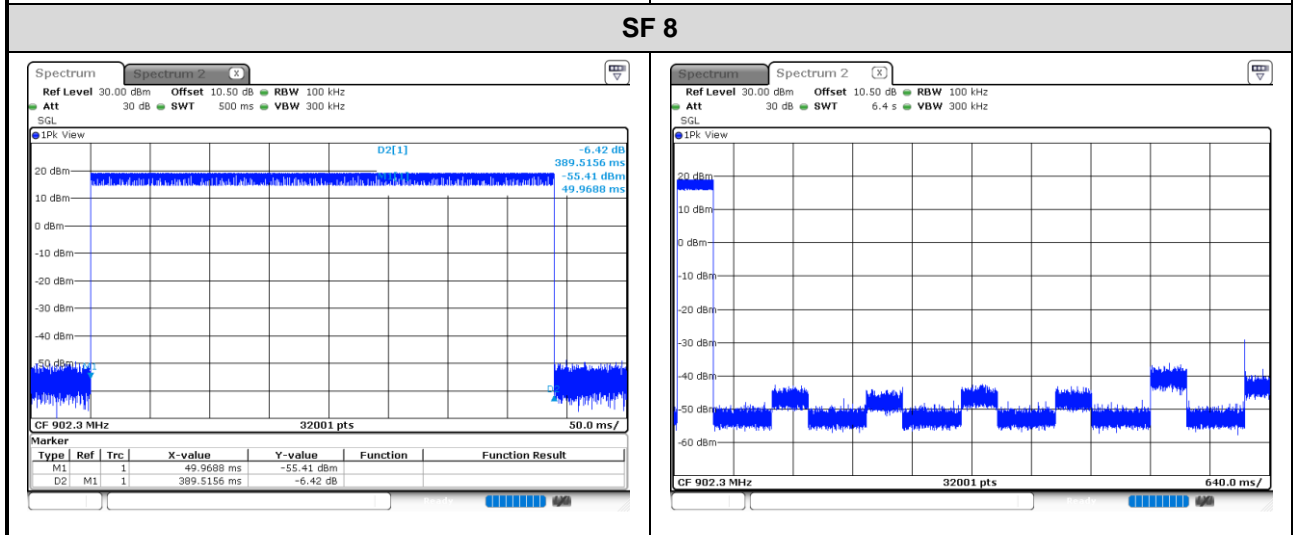 SF 8
Spectrum Spectrum 2 X
Ref Level 30.00 dBm Offset 10.50 dB RBW 100 kHz
Att 30 dB SWT 500 ms VBW 300 kHz
SGL
1Pk View
D2[1] -6.42 dB
389.5156 ms
-55.41 dBm
49.9688 ms
20 dBm
10 dBm
0 dBm
-10 dBm
-20 dBm
-30 dBm
-40 dBm
-50 dBm
CF 902.3 MHz 32001 pts 50.0 ms/
Marker
Type Ref Trc X-value Y-value Function Function Result
M1 1 49.9688 ms -55.41 dBm
D2 M1 1 389.5156 ms -6.42 dB
Spectrum Spectrum 2 X
Ref Level 30.00 dBm Offset 10.50 dB RBW 100 kHz
Att 30 dB SWT 6.4 s VBW 300 kHz
SGL
1Pk View
20 dBm
10 dBm
0 dBm
-10 dBm
-20 dBm
-30 dBm
-40 dBm
-50 dBm
-60 dBm
CF 902.3 MHz 32001 pts 640.0 ms/